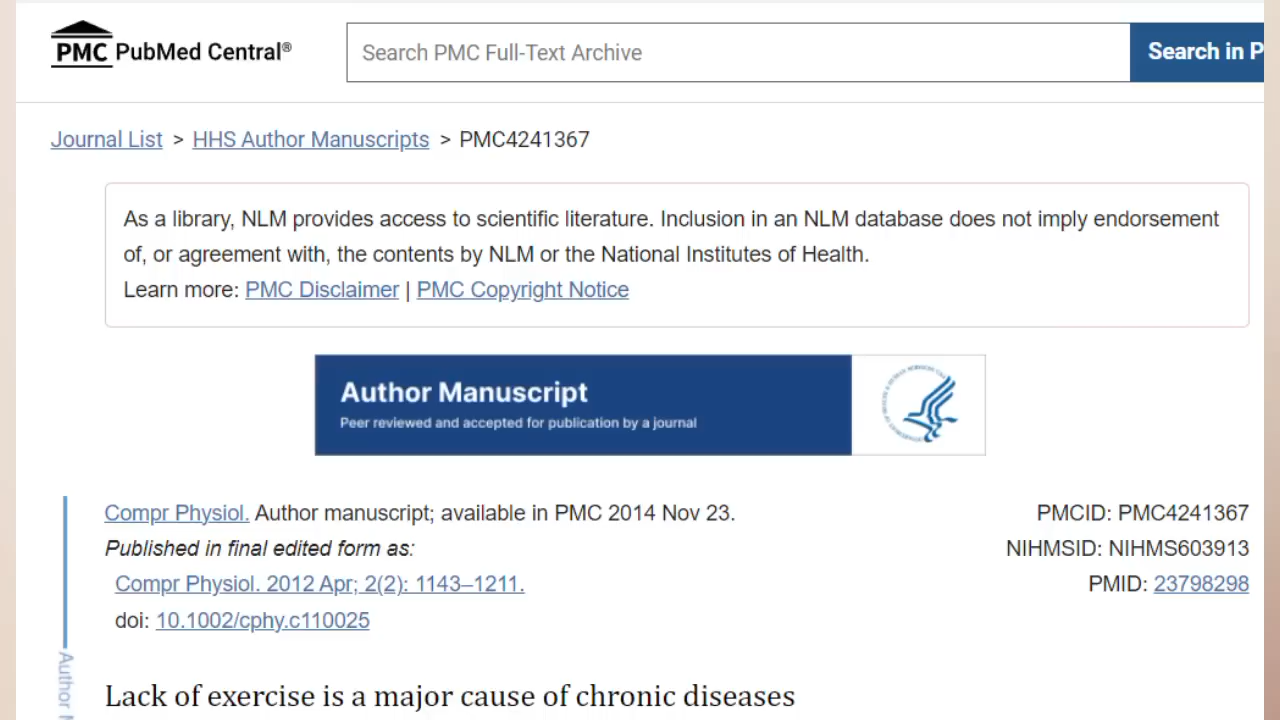 PMC PubMed Central®
Search PMC Full-Text Archive
Search in P
Journal List > HHS Author Manuscripts > PMC4241367
As a library, NLM provides access to scientific literature. Inclusion in an NLM database does not imply endorsement
of, or agreement with, the contents by NLM or the National Institutes of Health.
Learn more: PMC Disclaimer | PMC Copyright Notice
Author Manuscript
Peer reviewed and accepted for publication by a journal
Compr Physiol. Author manuscript; available in PMC 2014 Nov 23.
Published in final edited form as:
Compr Physiol. 2012 Apr; 2(2): 1143–1211.
doi: 10.1002/cphy.c110025
PMCID: PMC4241367
NIHMSID: NIHMS603913
PMID: 23798298
Author
Lack of exercise is a major cause of chronic diseases